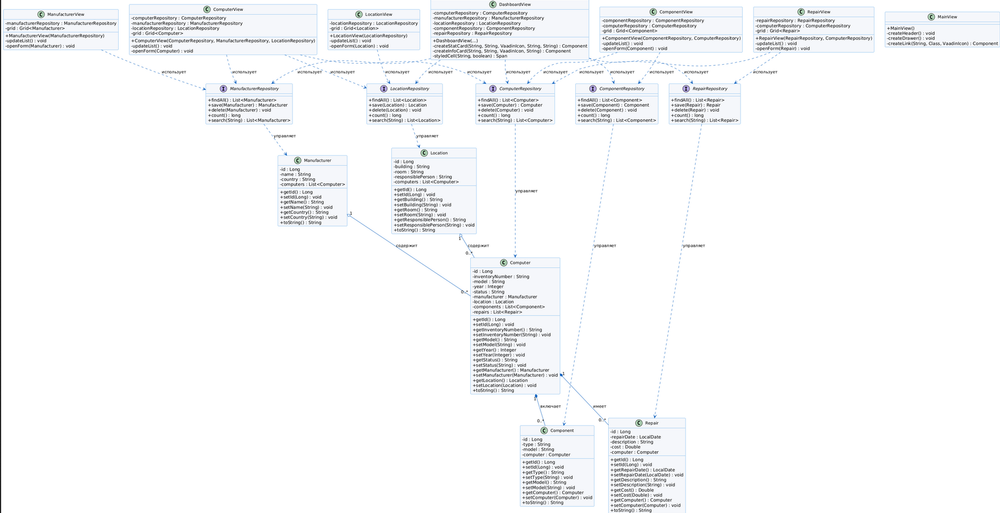 ManufacturerView
-manufacturerRepository : ManufacturerRepository
-grid : Grid<Manufacturer>
+ManufacturerView(ManufacturerRepository)
-updateList() : void
-openForm(Manufacturer) : void
ComputerView
-computerRepository : ComputerRepository
-manufacturerRepository : ManufacturerRepository
-locationRepository : LocationRepository
-grid : Grid<Computer>
+ComputerView(ComputerRepository, ManufacturerRepository, LocationRepository)
-updateList() : void
-openForm(Computer) : void
LocationView
-locationRepository : LocationRepository
-grid : Grid<Location>
+LocationView(LocationRepository)
-updateList() : void
-openForm(Location) : void
DashboardView
-computerRepository : ComputerRepository
-manufacturerRepository : ManufacturerRepository
-locationRepository : LocationRepository
-componentRepository : ComponentRepository
-repairRepository : RepairRepository
+DashboardView(...)
-createStatCard(String, String, VaadinIcon, String, String) : Component
-createInfoCard(String, String, VaadinIcon, String) : Component
-styledCell(String, boolean) : Span
ComponentView
-componentRepository : ComponentRepository
-computerRepository : ComputerRepository
-grid : Grid<Component>
+ComponentView(ComponentRepository, ComputerRepository)
-updateList() : void
-openForm(Component) : void
RepairView
-repairRepository : RepairRepository
-computerRepository : ComputerRepository
-grid : Grid<Repair>
+RepairView(RepairRepository, ComputerRepository)
-updateList() : void
-openForm(Repair) : void
MainView
+MainView()
-createHeader() : void
-createDrawer() : void
-createLink(String, Class, VaadinIcon) : Component
использует
использует
использует
использует
использует
использует
использует
использует
использует
использует
использует
использует
использует
ManufacturerRepository
+findAll() : List<Manufacturer>
+save(Manufacturer) : Manufacturer
+delete(Manufacturer) : void
+count() : long
+search(String) : List<Manufacturer>
LocationRepository
+findAll() : List<Location>
+save(Location) : Location
+delete(Location) : void
+count() : long
+search(String) : List<Location>
ComputerRepository
+findAll() : List<Computer>
+save(Computer) : Computer
+delete(Computer) : void
+count() : long
+search(String) : List<Computer>
ComponentRepository
+findAll() : List<Component>
+save(Component) : Component
+delete(Component) : void
+count() : long
+search(String) : List<Component>
RepairRepository
+findAll() : List<Repair>
+save(Repair) : Repair
+delete(Repair) : void
+count() : long
+search(String) : List<Repair>
управляет
управляет
управляет
управляет
управляет
Manufacturer
-id : Long
-name : String
-country : String
-computers : List<Computer>
+getId() : Long
+setId(Long) : void
+getName() : String
+setName(String) : void
+getCountry() : String
+setCountry(String) : void
+toString() : String
Location
-id : Long
-building : String
-room : String
-responsiblePerson : String
-computers : List<Computer>
+getId() : Long
+setId(Long) : void
+getBuilding() : String
+setBuilding(String) : void
+getRoom() : String
+setRoom(String) : void
+getResponsiblePerson() : String
+setResponsiblePerson(String) : void
+toString() : String
1
содержит
0..*
1
содержит
0..*
Computer
-id : Long
-inventoryNumber : String
-model : String
-year : Integer
-status : String
-manufacturer : Manufacturer
-location : Location
-components : List<Component>
-repairs : List<Repair>
+getId() : Long
+setId(Long) : void
+getInventoryNumber() : String
+setInventoryNumber(String) : void
+getModel() : String
+setModel(String) : void
+getYear() : Integer
+setYear(Integer) : void
+getStatus() : String
+setStatus(String) : void
+getManufacturer() : Manufacturer
+setManufacturer(Manufacturer) : void
+getLocation() : Location
+setLocation(Location) : void
+toString() : String
1
включает
0..*
1
имеет
0..*
Component
-id : Long
-type : String
-model : String
-computer : Computer
+getId() : Long
+setId(Long) : void
+getType() : String
+setType(String) : void
+getModel() : String
+setModel(String) : void
+getComputer() : Computer
+setComputer(Computer) : void
+toString() : String
Repair
-id : Long
-repairDate : LocalDate
-description : String
-cost : Double
-computer : Computer
+getId() : Long
+setId(Long) : void
+getRepairDate() : LocalDate
+setRepairDate(LocalDate) : void
+getDescription() : String
+setDescription(String) : void
+getCost() : Double
+setCost(Double) : void
+getComputer() : Computer
+setComputer(Computer) : void
+toString() : String